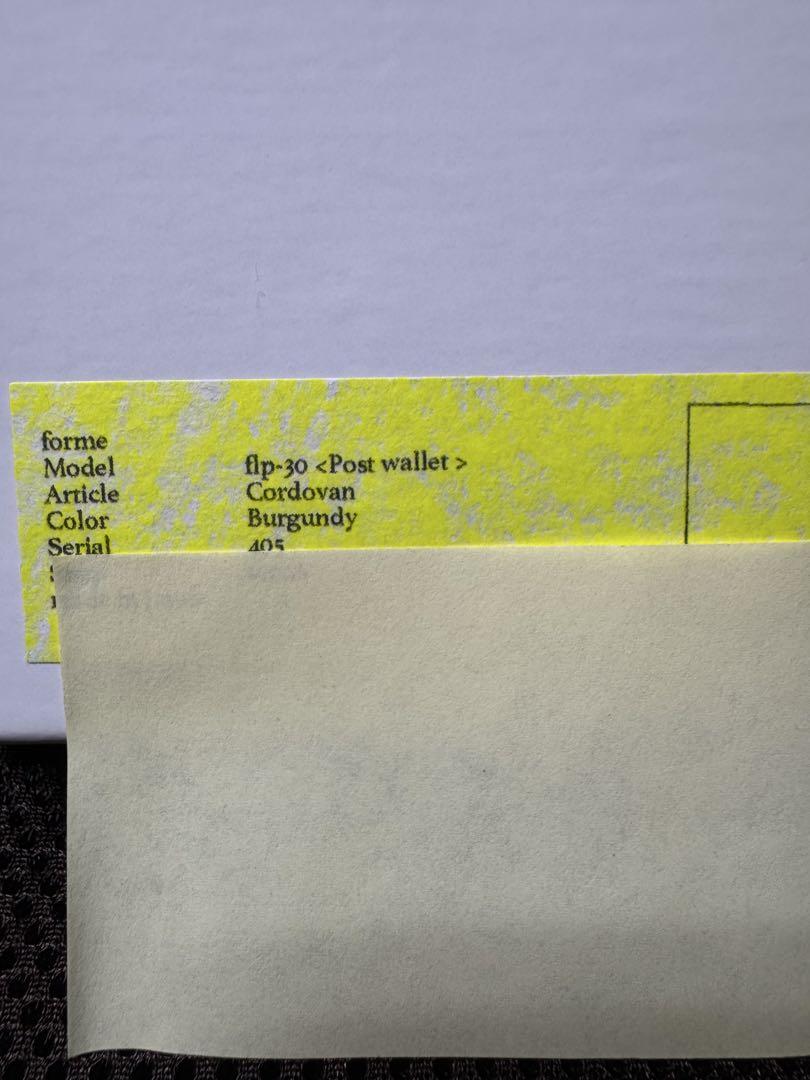 forme
Model flp-30 <Post wallet >
Article Cordovan
Color Burgundy
Serial 405